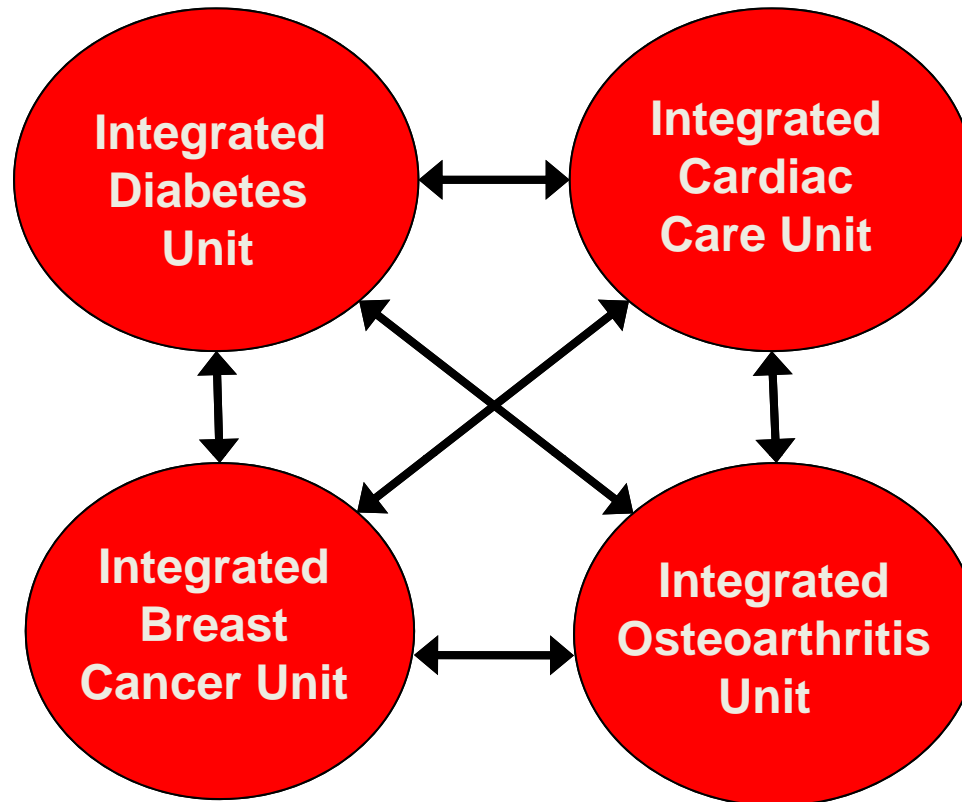 Integrated
Diabetes
Unit
Integrated
Cardiac
Care Unit
Integrated
Breast
Cancer Unit
Integrated
Osteoarthritis
Unit